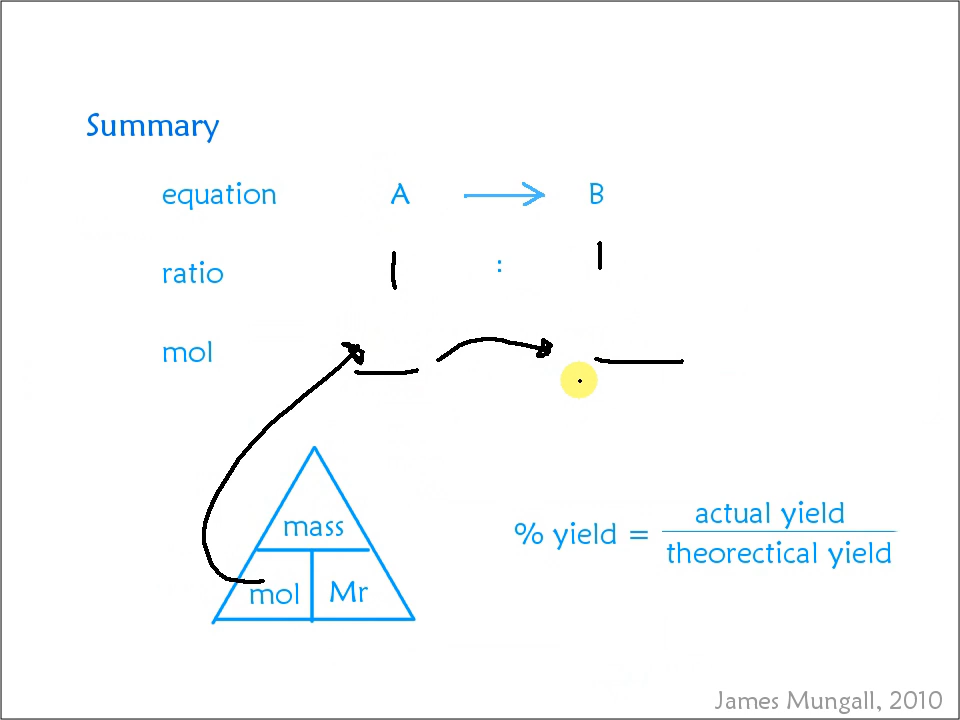 Summary
equation A → B
ratio 1 : 1
mol
mass
mol Mr
% yield = actual yield
theorectical yield
James Mungall, 2010